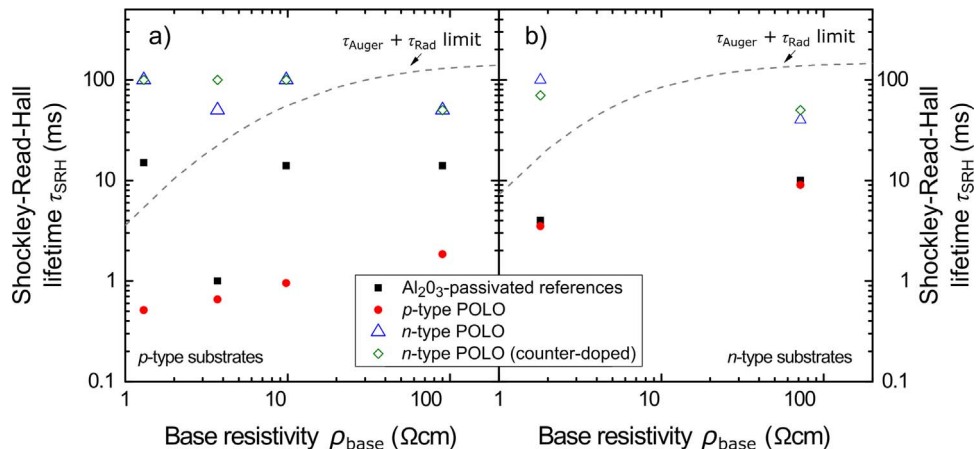 a)
b)
τAuger + τRad limit
τAuger + τRad limit
Shockley-Read-Hall
lifetime τSRH (ms)
Shockley-Read-Hall
lifetime τSRH (ms)
100
10
1
0.1
100
10
1
0.1
Al203-passivated references
p-type POLO
n-type POLO
n-type POLO (counter-doped)
p-type substrates
n-type substrates
1
10
100
1
10
100
Base resistivity ρbase (Ωcm)
Base resistivity ρbase (Ωcm)